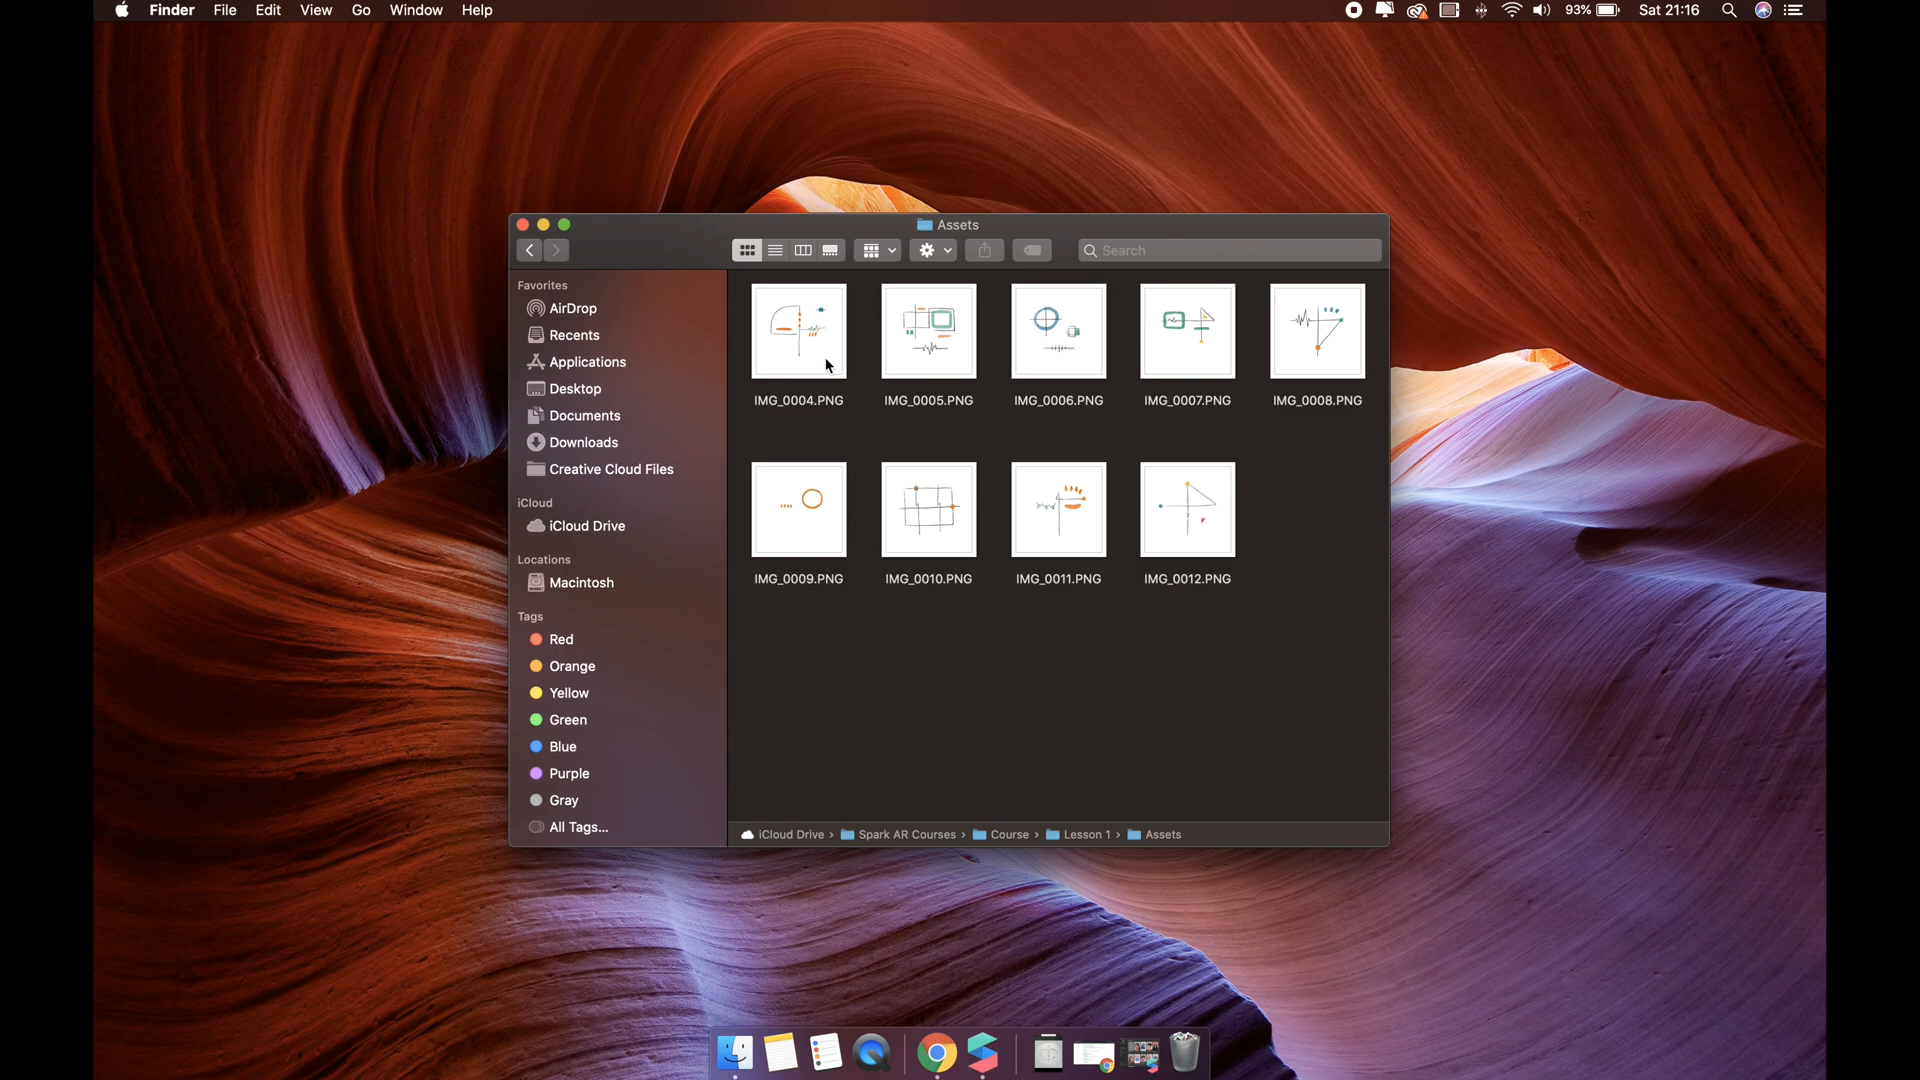 Finder File Edit View Go Window Help
93% Sat 21:16
Assets
Search
Favorites
AirDrop
Recents
Applications
Desktop
Documents
Downloads
Creative Cloud Files
iCloud
iCloud Drive
Locations
Macintosh
Tags
Red
Orange
Yellow
Green
Blue
Purple
Gray
All Tags...
IMG_0004.PNG IMG_0005.PNG IMG_0006.PNG IMG_0007.PNG IMG_0008.PNG
IMG_0009.PNG IMG_0010.PNG IMG_0011.PNG IMG_0012.PNG
iCloud Drive › Spark AR Courses › Course › Lesson 1 › Assets